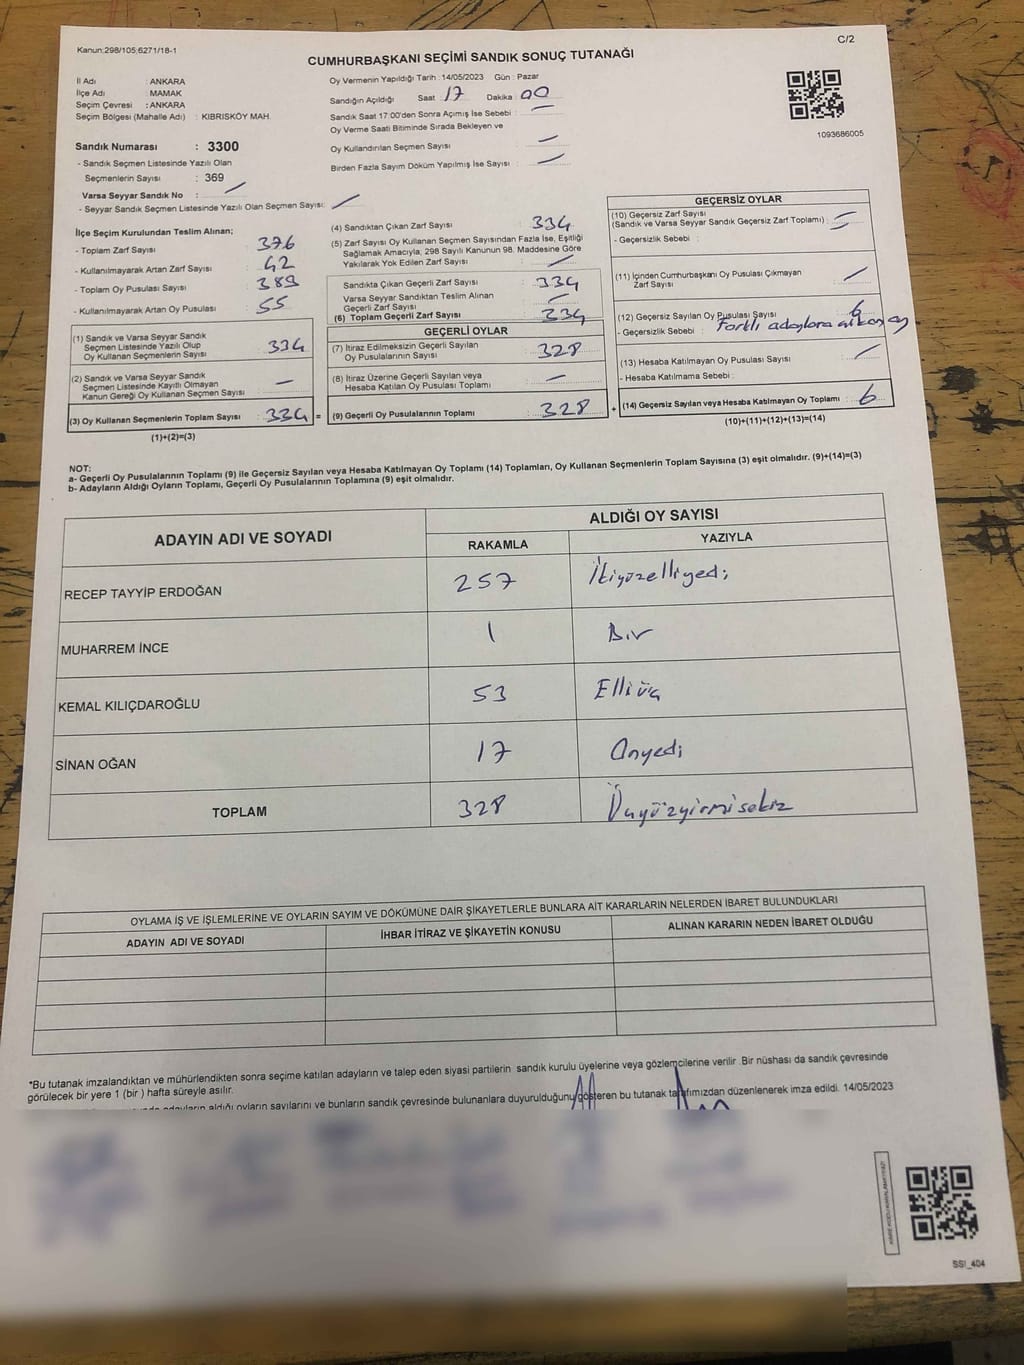 Kanun:298/105;6271/18-1
C/2
CUMHURBAŞKANI SEÇİMİ SANDIK SONUÇ TUTANAĞI
İl Adı : ANKARA
İlçe Adı : MAMAK
Seçim Çevresi : ANKARA
Seçim Bölgesi (Mahalle Adı) : KIBRISKÖY MAH.
Sandık Numarası : 3300
- Sandık Seçmen Listesinde Yazılı Olan
Seçmenlerin Sayısı : 369
Varsa Seyyar Sandık No :
- Seyyar Sandık Seçmen Listesinde Yazılı Olan Seçmen Sayısı:
Oy Vermenin Yapıldığı Tarih :14/05/2023 Gün : Pazar
Sandığın Açıldığı Saat 17 Dakika 00
Sandık Saat 17:00'den Sonra Açımış İse Sebebi :
Oy Verme Saati Bitiminde Sırada Bekleyen ve
Oy Kullandırılan Seçmen Sayısı :
Birden Fazla Sayım Döküm Yapılmış İse Sayısı :
1093686005
İlçe Seçim Kurulundan Teslim Alınan;
- Toplam Zarf Sayısı : 376
- Kullanılmayarak Artan Zarf Sayısı : 42
- Toplam Oy Pusulası Sayısı : 389
- Kullanılmayarak Artan Oy Pusulası : 55
(1) Sandık ve Varsa Seyyar Sandık
Seçmen Listesinde Yazılı Olup
Oy Kullanan Seçmenlerin Sayısı : 334
(2) Sandık ve Varsa Seyyar Sandık
Seçmen Listesinde Kayıtlı Olmayan
Kanun Gereği Oy Kullanan Seçmen Sayısı : –
(3) Oy Kullanan Seçmenlerin Toplam Sayısı : 334 =
(1)+(2)=(3)
(4) Sandıktan Çıkan Zarf Sayısı : 334
(5) Zarf Sayısı Oy Kullanan Seçmen Sayısından Fazla İse, Eşitliği
Sağlamak Amacıyla, 298 Sayılı Kanunun 98. Maddesine Göre
Yakılarak Yok Edilen Zarf Sayısı :
Sandıkta Çıkan Geçerli Zarf Sayısı : 334
Varsa Seyyar Sandıktan Teslim Alınan
Geçerli Zarf Sayısı :
(6) Toplam Geçerli Zarf Sayısı : 334
GEÇERLİ OYLAR
(7) İtiraz Edilmeksizin Geçerli Sayılan
Oy Pusulalarının Sayısı : 328
(8) İtiraz Üzerine Geçerli Sayılan veya
Hesaba Katılan Oy Pusulası Toplamı : –
(9) Geçerli Oy Pusulalarının Toplamı : 328 +
GEÇERSİZ OYLAR
(10) Geçersiz Zarf Sayısı
(Sandık ve Varsa Seyyar Sandık Geçersiz Zarf Toplamı) :
- Geçersizlik Sebebi :
(11) İçinden Cumhurbaşkanı Oy Pusulası Çıkmayan
Zarf Sayısı :
(12) Geçersiz Sayılan Oy Pusulası Sayısı : 6
- Geçersizlik Sebebi : Farklı adaylara
(13) Hesaba Katılmayan Oy Pusulası Sayısı :
- Hesaba Katılmama Sebebi :
(14) Geçersiz Sayılan veya Hesaba Katılmayan Oy Toplamı : 6
(10)+(11)+(12)+(13)=(14)
NOT:
a- Geçerli Oy Pusulalarının Toplamı (9) ile Geçersiz Sayılan veya Hesaba Katılmayan Oy Toplamı (14) Toplamları, Oy Kullanan Seçmenlerin Toplam Sayısına (3) eşit olmalıdır. (9)+(14)=(3)
b- Adayların Aldığı Oyların Toplamı, Geçerli Oy Pusulalarının Toplamına (9) eşit olmalıdır.
ADAYIN ADI VE SOYADI
ALDIĞI OY SAYISI
RAKAMLA YAZIYLA
RECEP TAYYİP ERDOĞAN 257 İkiyüzelliyedi
MUHARREM İNCE 1 Bir
KEMAL KILIÇDAROĞLU 53 Elliüç
SİNAN OĞAN 17 Onyedi
TOPLAM 328 Üçyüzyirmisekiz
OYLAMA İŞ VE İŞLEMLERİNE VE OYLARIN SAYIM VE DÖKÜMÜNE DAİR ŞİKAYETLERLE BUNLARA AİT KARARLARIN NELERDEN İBARET BULUNDUKLARI
ADAYIN ADI VE SOYADI İHBAR İTİRAZ VE ŞİKAYETİN KONUSU ALINAN KARARIN NEDEN İBARET OLDUĞU
*Bu tutanak imzalandıktan ve mühürlendikten sonra seçime katılan adayların ve talep eden siyasi partilerin sandık kurulu üyelerine veya gözlemcilerine verilir .Bir nüshası da sandık çevresinde
görülecek bir yere 1 (bir ) hafta süreyle asılır.
adayların aldığı oyların sayılarını ve bunların sandık çevresinde bulunanlara duyurulduğunu gösteren bu tutanak tarafımızdan düzenlenerek imza edildi. 14/05/2023
SSI_404